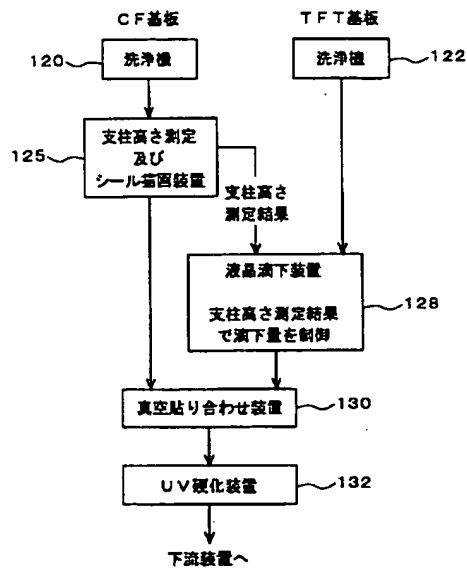 ＣＦ基板
ＴＦＴ基板
120
洗浄機
洗浄機
122
125
支柱高さ測定
及び
シール描画装置
支柱高さ
測定結果
液晶滴下装置
支柱高さ測定結果
で滴下量を制御
128
真空貼り合わせ装置
130
ＵＶ硬化装置
132
下流装置へ